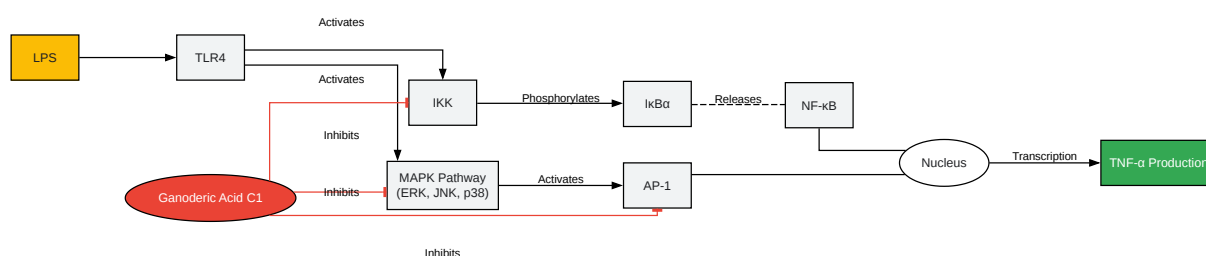 Activates
LPS
TLR4
Activates
IKK
Phosphorylates
IκBα
Releases
NF-κB
Inhibits
Nucleus
Transcription
TNF-α Production
MAPK Pathway
(ERK, JNK, p38)
Activates
AP-1
Ganoderic Acid C1
Inhibits
Inhibits